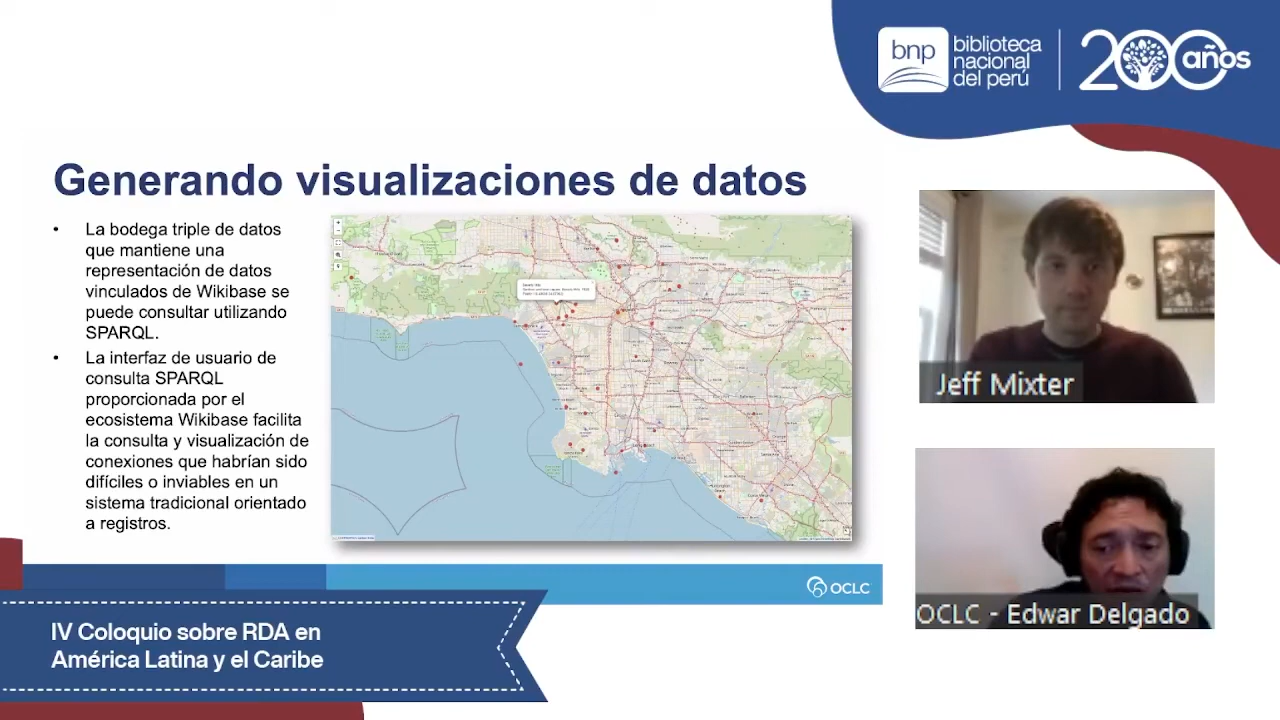 bnp
biblioteca
nacional
del perú
200 años
Generando visualizaciones de datos
• La bodega triple de datos
que mantiene una
representación de datos
vinculados de Wikibase se
puede consultar utilizando
SPARQL.
• La interfaz de usuario de
consulta SPARQL
proporcionada por el
ecosistema Wikibase facilita
la consulta y visualización de
conexiones que habrían sido
difíciles o inviables en un
sistema tradicional orientado
a registros.
Jeff Mixter
OCLC - Edwar Delgado
OCLC
IV Coloquio sobre RDA en
América Latina y el Caribe